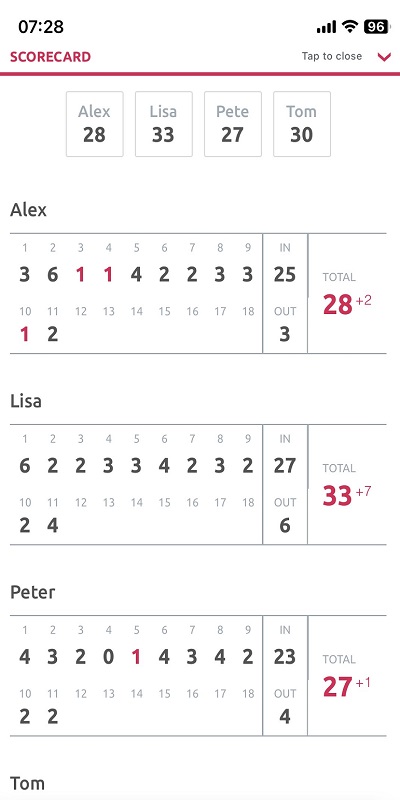 07:28 96
SCORECARD Tap to close
Alex Lisa Pete Tom
28 33 27 30
Alex
1 2 3 4 5 6 7 8 9 IN
3 6 1 1 4 2 2 3 3 25
TOTAL
28+2
10 11 12 13 14 15 16 17 18 OUT
1 2 3
Lisa
1 2 3 4 5 6 7 8 9 IN
6 2 2 3 3 4 2 3 2 27
TOTAL
33+7
10 11 12 13 14 15 16 17 18 OUT
2 4 6
Peter
1 2 3 4 5 6 7 8 9 IN
4 3 2 0 1 4 3 4 2 23
TOTAL
27+1
10 11 12 13 14 15 16 17 18 OUT
2 2 4
Tom